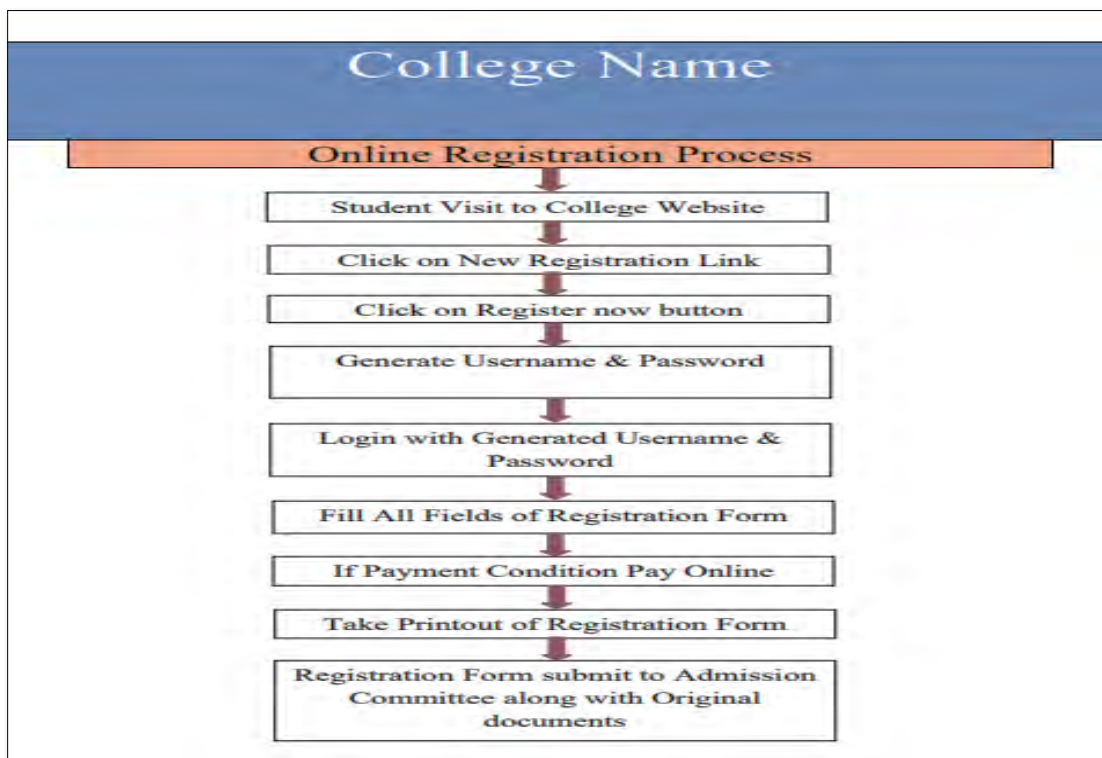 College Name
Online Registration Process
Student Visit to College Website
Click on New Registration Link
Click on Register now button
Generate Username & Password
Login with Generated Username &
Password
Fill All Fields of Registration Form
If Payment Condition Pay Online
Take Printout of Registration Form
Registration Form submit to Admission
Committee along with Original
documents